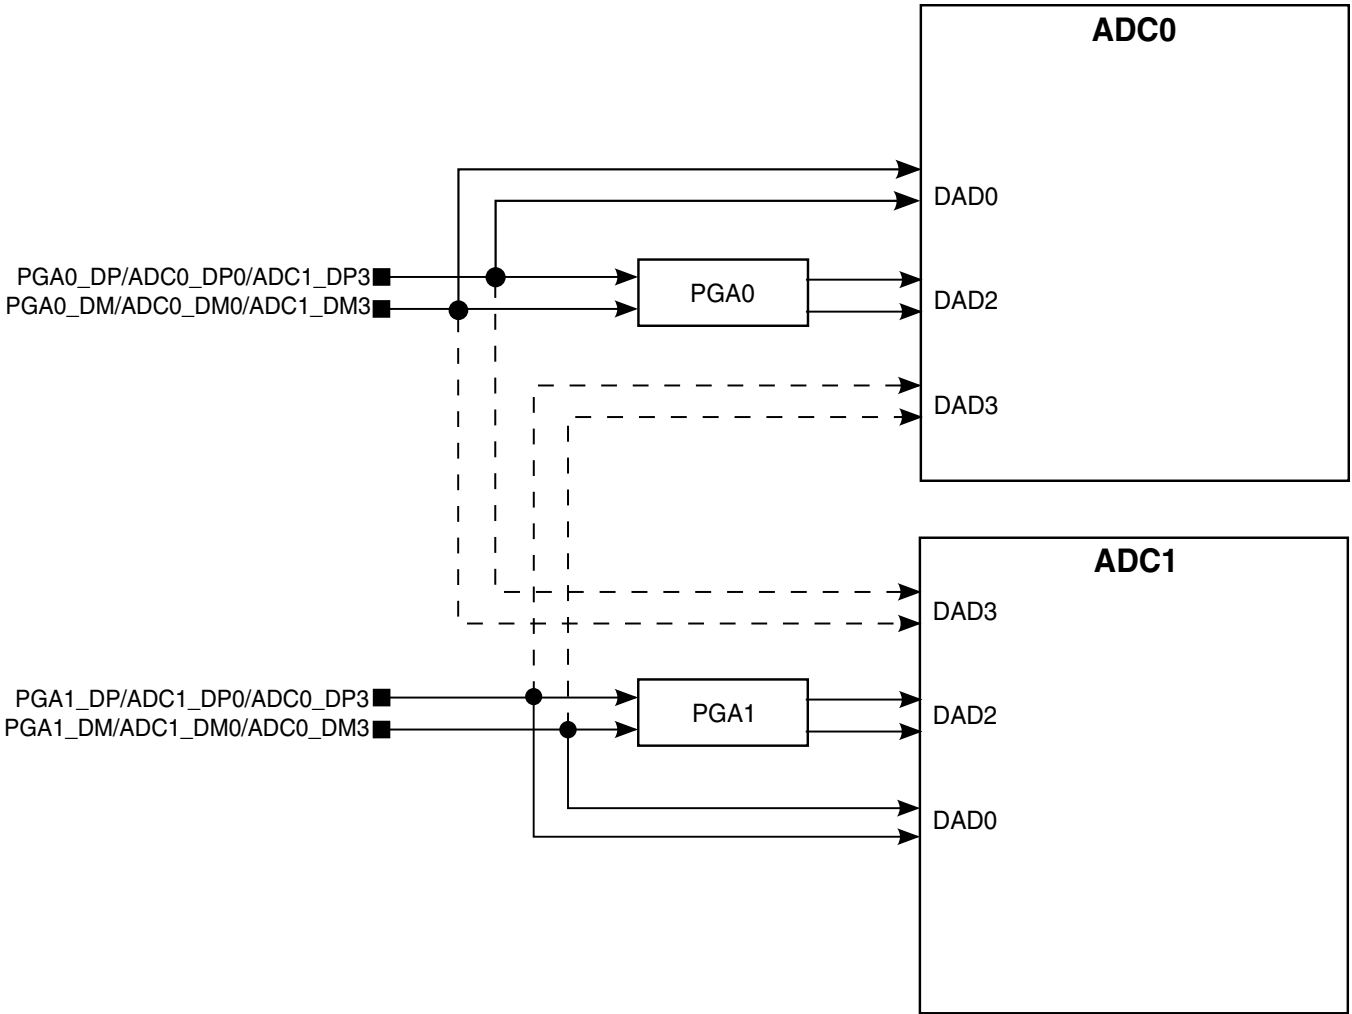 ADC0
DAD0
PGA0_DP/ADC0_DP0/ADC1_DP3
PGA0_DM/ADC0_DM0/ADC1_DM3
PGA0
DAD2
DAD3
ADC1
DAD3
PGA1_DP/ADC1_DP0/ADC0_DP3
PGA1_DM/ADC1_DM0/ADC0_DM3
PGA1
DAD2
DAD0